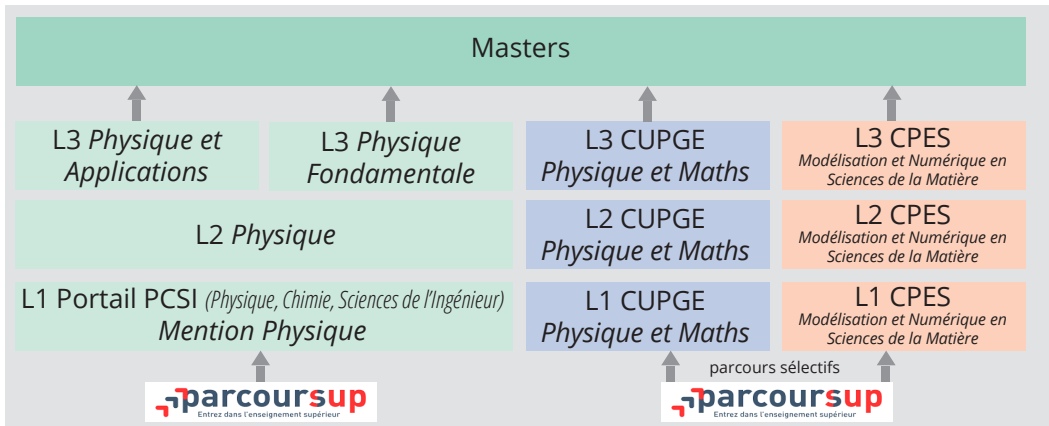 Masters
L3 Physique et
Applications
L3 Physique
Fondamentale
L3 CUPGE
Physique et Maths
L3 CPES
Modélisation et Numérique en
Sciences de la Matière
L2 Physique
L2 CUPGE
Physique et Maths
L2 CPES
Modélisation et Numérique en
Sciences de la Matière
L1 Portail PCSI (Physique, Chimie, Sciences de l’Ingénieur)
Mention Physique
L1 CUPGE
Physique et Maths
L1 CPES
Modélisation et Numérique en
Sciences de la Matière
parcours sélectifs
parcoursup
Entrez dans l'enseignement supérieur
parcoursup
Entrez dans l'enseignement supérieur